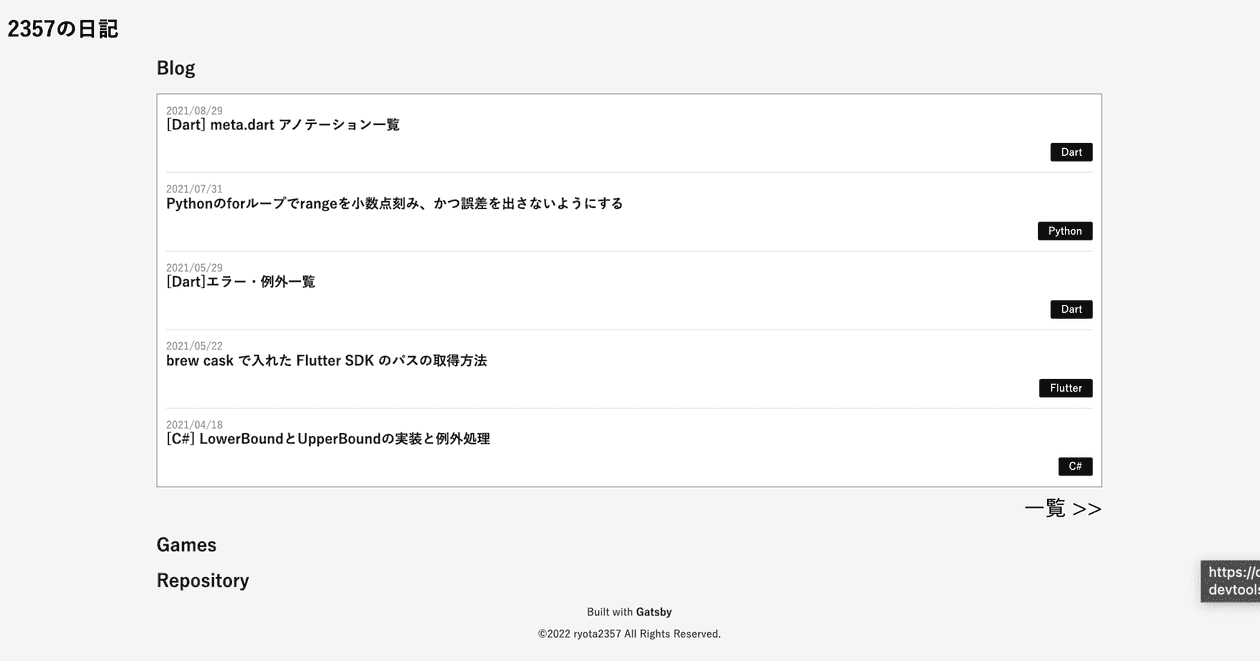 2357の日記
Blog
2021/08/29
[Dart] meta.dart アノテーション一覧
Dart
2021/07/31
Pythonのforループでrangeを小数点刻み、かつ誤差を出さないようにする
Python
2021/05/29
[Dart]エラー・例外一覧
Dart
2021/05/22
brew cask で入れた Flutter SDK のパスの取得方法
Flutter
2021/04/18
[C#] LowerBoundとUpperBoundの実装と例外処理
C#
一覧 >>
Games
Repository
https://
devtools
Built with Gatsby
©2022 ryota2357 All Rights Reserved.